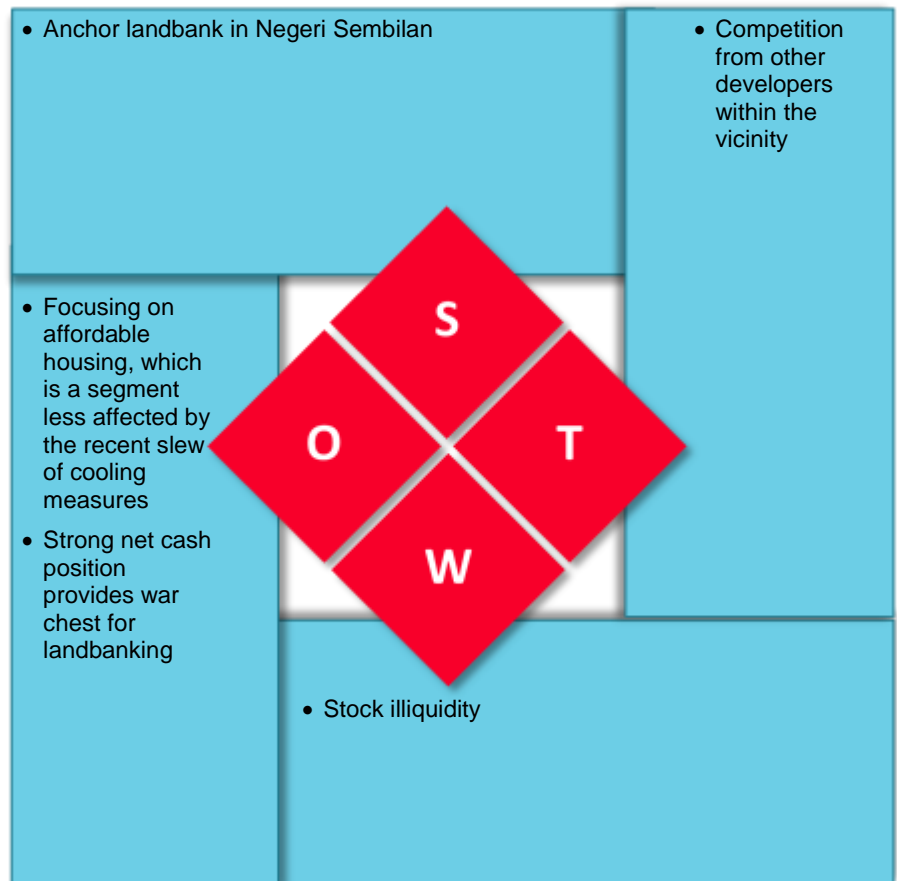 • Anchor landbank in Negeri Sembilan
• Competition
from other
developers
within the
vicinity
• Focusing on
affordable
housing, which
is a segment
less affected by
the recent slew
of cooling
measures
• Strong net cash
position
provides war
chest for
landbanking
S
O
T
W
• Stock illiquidity